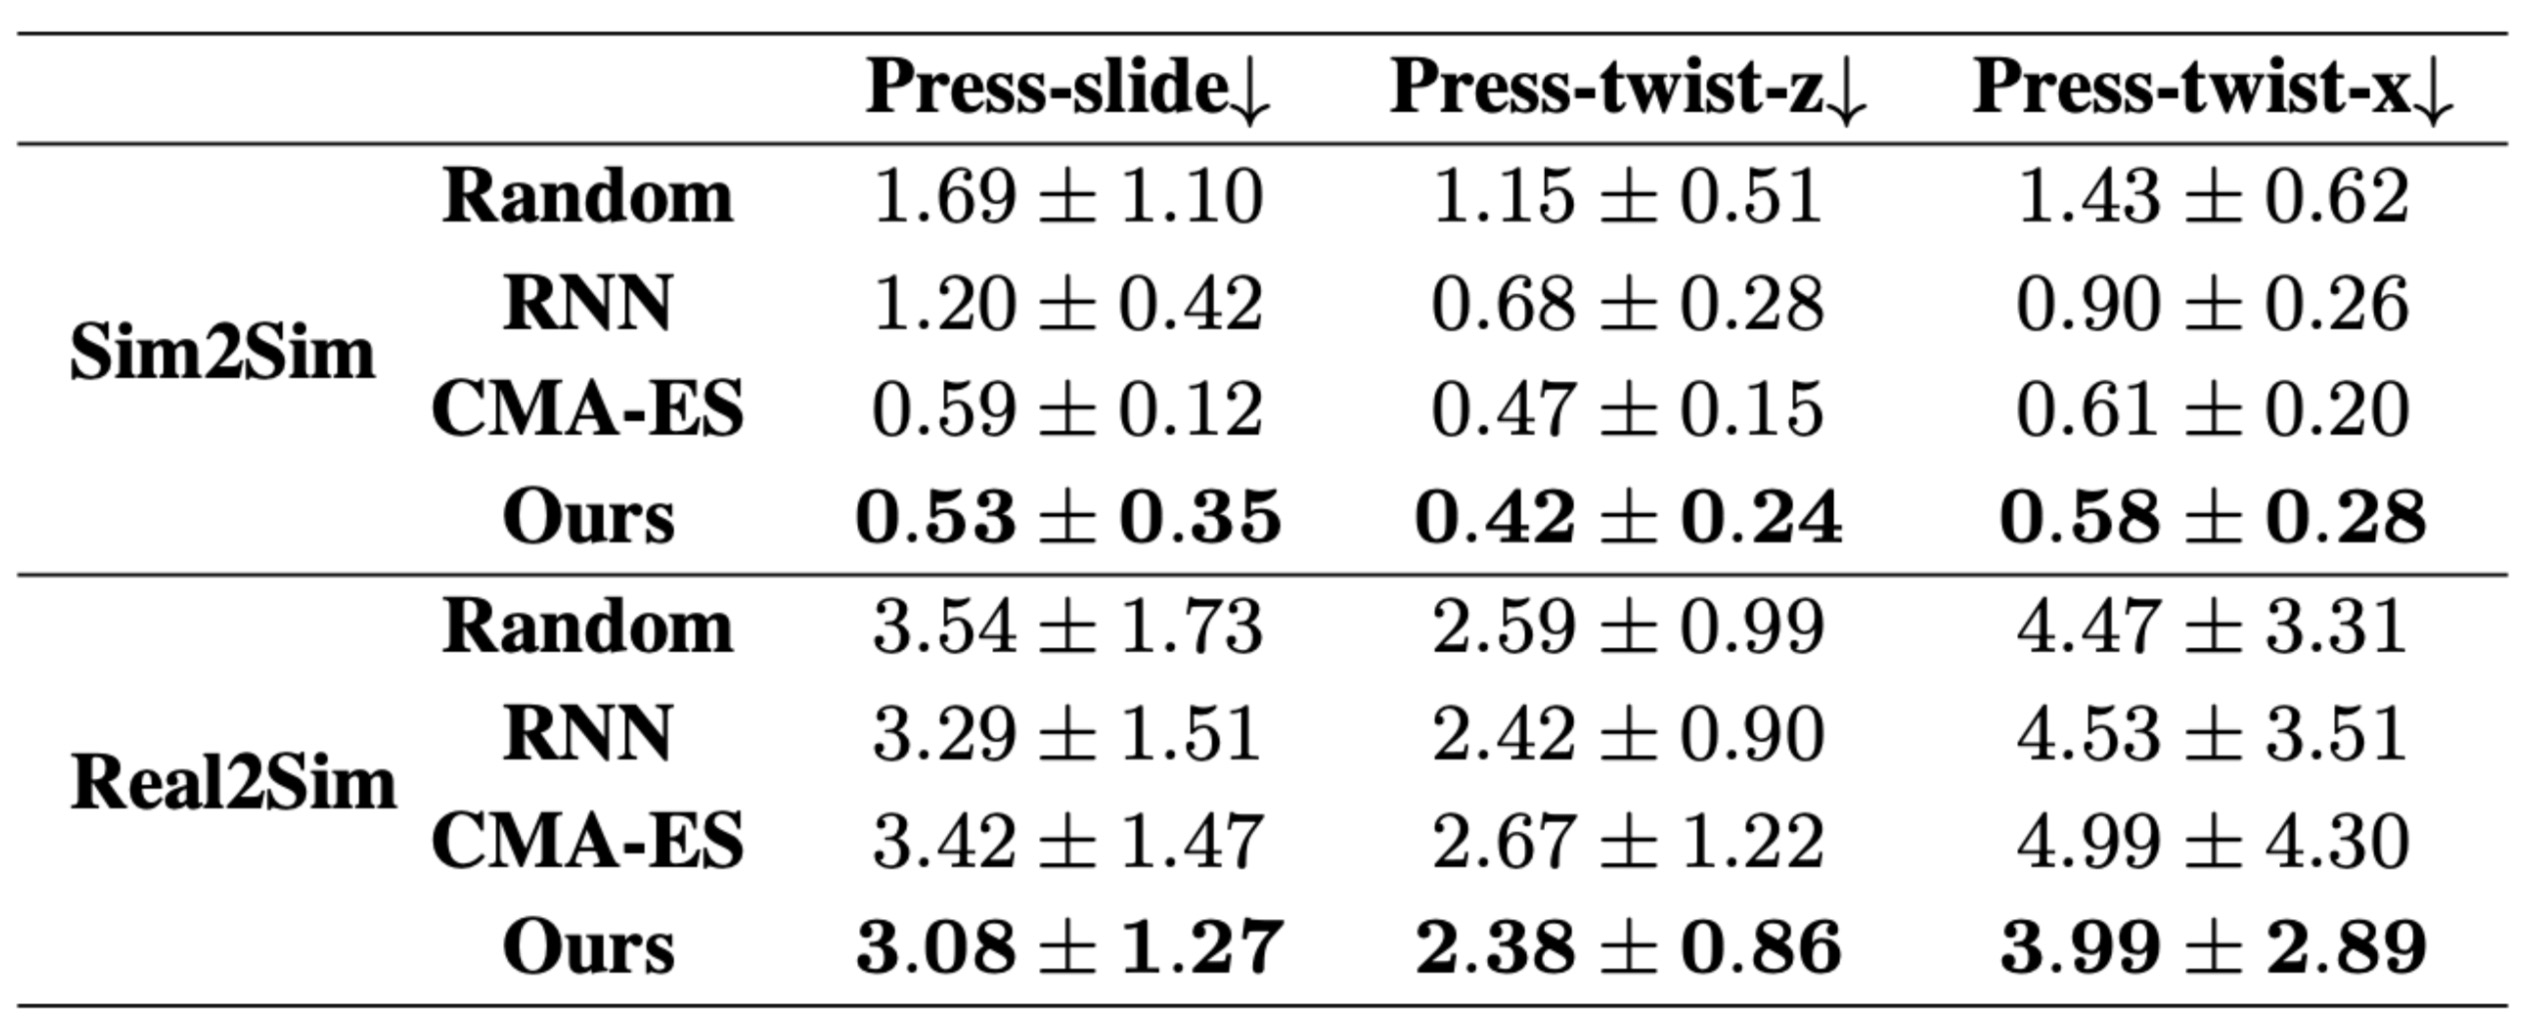 Press-slide↓ Press-twist-z↓ Press-twist-x↓
Sim2Sim
Random 1.69 ± 1.10 1.15 ± 0.51 1.43 ± 0.62
RNN 1.20 ± 0.42 0.68 ± 0.28 0.90 ± 0.26
CMA-ES 0.59 ± 0.12 0.47 ± 0.15 0.61 ± 0.20
Ours 0.53 ± 0.35 0.42 ± 0.24 0.58 ± 0.28
Real2Sim
Random 3.54 ± 1.73 2.59 ± 0.99 4.47 ± 3.31
RNN 3.29 ± 1.51 2.42 ± 0.90 4.53 ± 3.51
CMA-ES 3.42 ± 1.47 2.67 ± 1.22 4.99 ± 4.30
Ours 3.08 ± 1.27 2.38 ± 0.86 3.99 ± 2.89